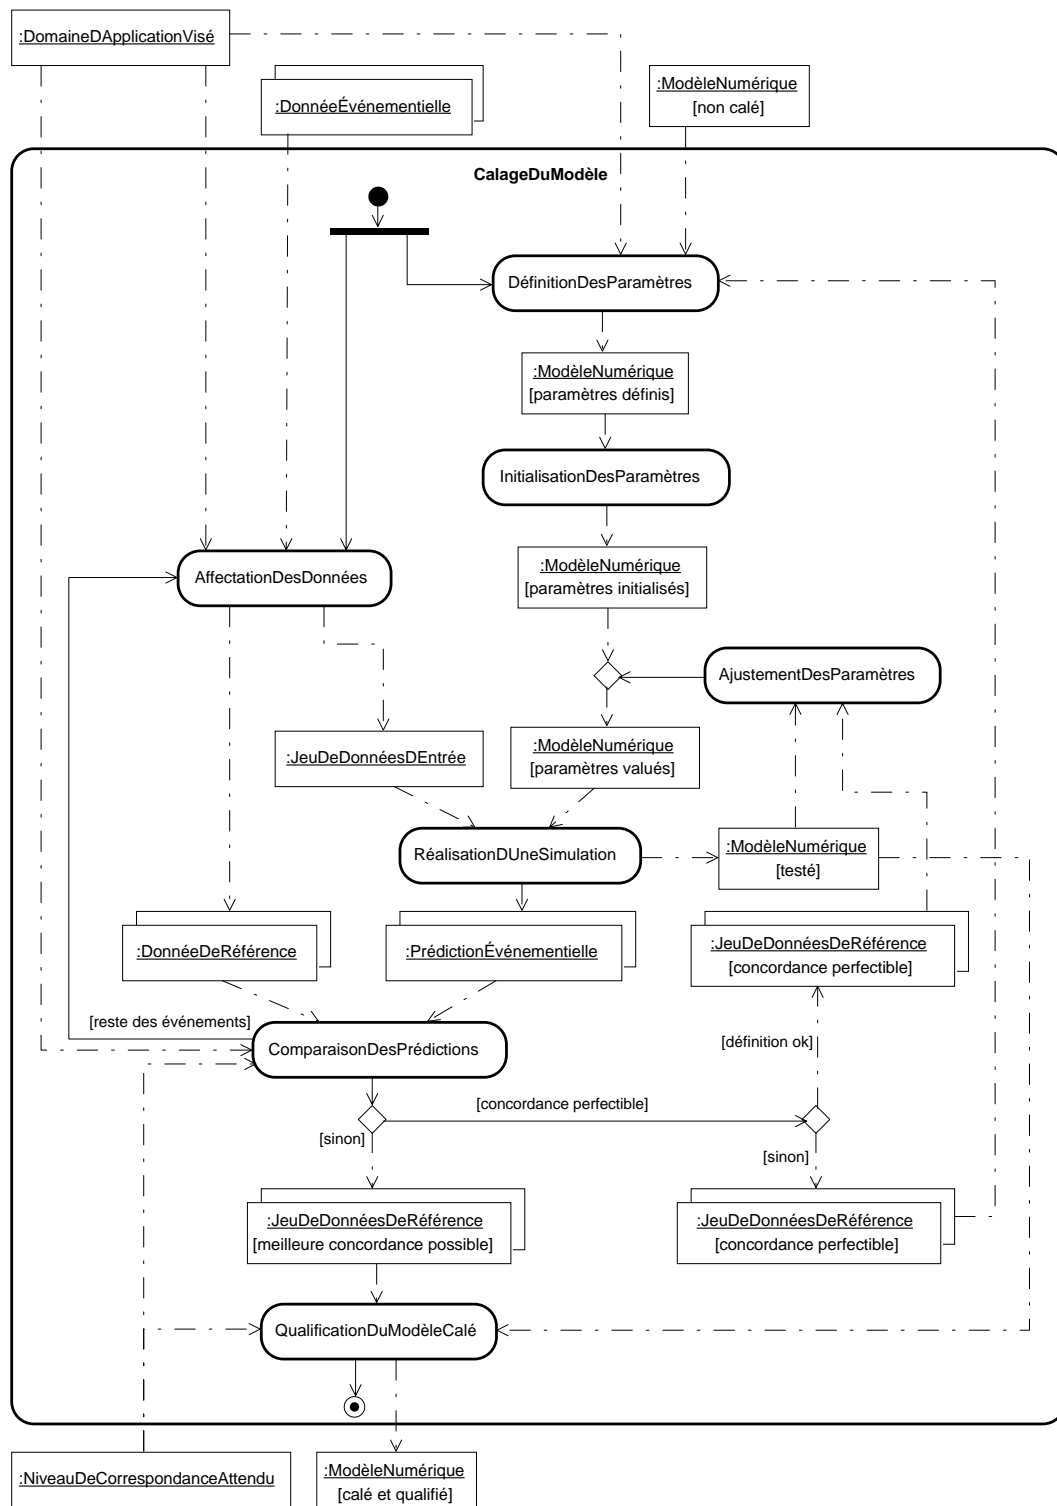 :DomaineDApplicationVisé
:DonnéeÉvénementielle
:ModèleNumérique
[non calé]
CalageDuModèle
DéfinitionDesParamètres
:ModèleNumérique
[paramètres définis]
InitialisationDesParamètres
:ModèleNumérique
[paramètres initialisés]
AffectationDesDonnées
AjustementDesParamètres
:JeuDeDonnéesDEntrée
:ModèleNumérique
[paramètres valués]
RéalisationDUneSimulation
:ModèleNumérique
[testé]
:DonnéeDeRéférence
:PrédictionÉvénementielle
:JeuDeDonnéesDeRéférence
[concordance perfectible]
[reste des événements]
ComparaisonDesPrédictions
[définition ok]
[concordance perfectible]
[sinon]
[sinon]
:JeuDeDonnéesDeRéférence
[meilleure concordance possible]
:JeuDeDonnéesDeRéférence
[concordance perfectible]
QualificationDuModèleCalé
:NiveauDeCorrespondanceAttendu
:ModèleNumérique
[calé et qualifié]